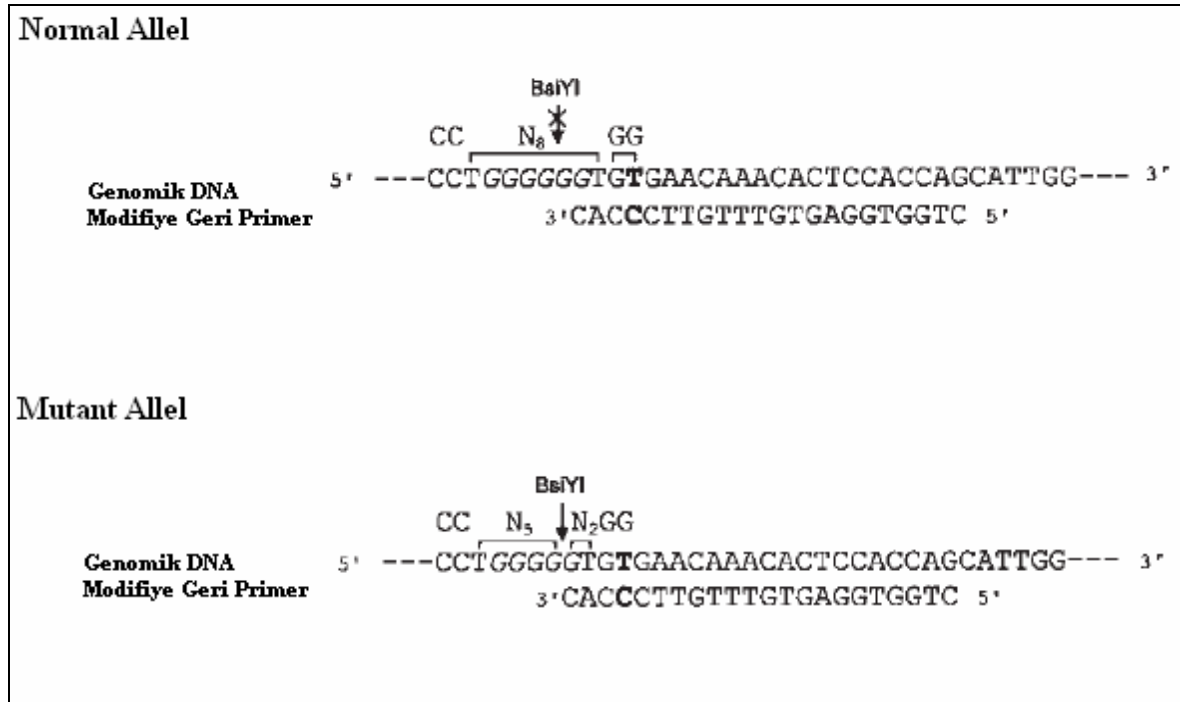 Normal Allel
BsiYI
CC N₈ GG
Genomik DNA 5' ---CCTGGGGGGTGTGAACAAACACTCCACCAGCATTGG--- 3'
Modifiye Geri Primer 3'CACCCTTGTTTGTGAGGTGGTC 5'
Mutant Allel
BsiYI
CC N₅ N₂GG
Genomik DNA 5' ---CCTGGGGGTGTGAACAAACACTCCACCAGCATTGG--- 3'
Modifiye Geri Primer 3'CACCCTTGTTTGTGAGGTGGTC 5'